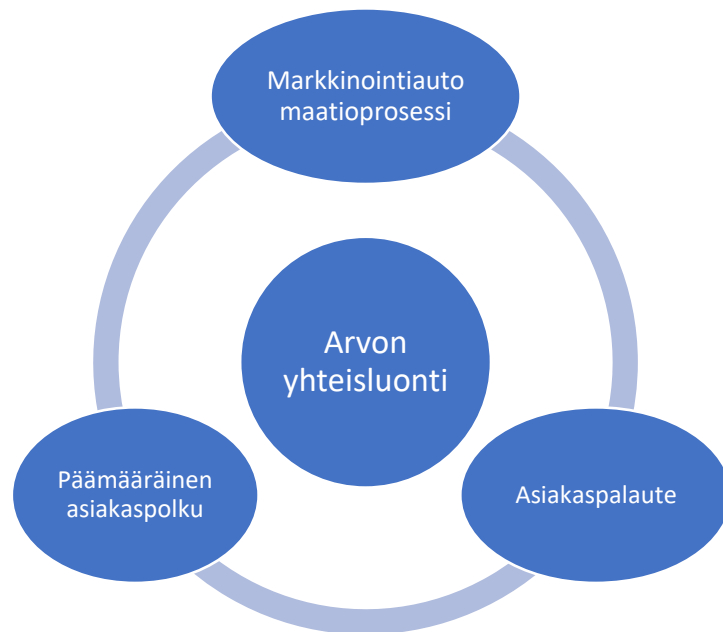 Markkinointiauto
maatioprosessi
Arvon
yhteisluonti
Päämääräinen
asiakaspolku
Asiakaspalaute